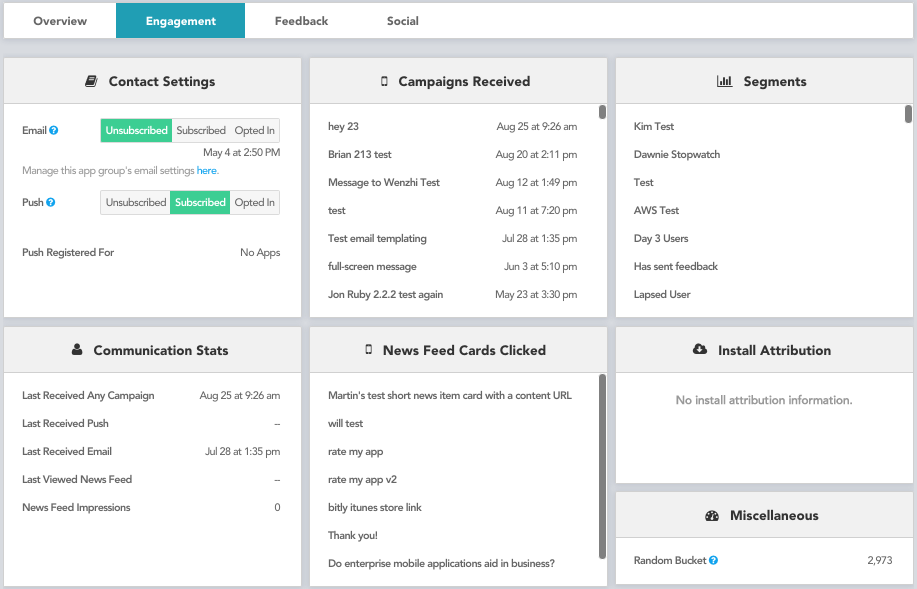 Overview Engagement Feedback Social
Contact Settings
Email Unsubscribed Subscribed Opted In
May 4 at 2:50 PM
Manage this app group's email settings here.
Push Unsubscribed Subscribed Opted In
Push Registered For No Apps
Campaigns Received
hey 23 Aug 25 at 9:26 am
Brian 213 test Aug 20 at 2:11 pm
Message to Wenzhi Test Aug 12 at 1:49 pm
test Aug 11 at 7:20 pm
Test email templating Jul 28 at 1:35 pm
full-screen message Jun 3 at 5:10 pm
Jon Ruby 2.2.2 test again May 23 at 3:30 pm
Segments
Kim Test
Dawnie Stopwatch
Test
AWS Test
Day 3 Users
Has sent feedback
Lapsed User
Communication Stats
Last Received Any Campaign Aug 25 at 9:26 am
Last Received Push –
Last Received Email Jul 28 at 1:35 pm
Last Viewed News Feed –
News Feed Impressions 0
News Feed Cards Clicked
Martin's test short news item card with a content URL
will test
rate my app
rate my app v2
bitly itunes store link
Thank you!
Do enterprise mobile applications aid in business?
Install Attribution
No install attribution information.
Miscellaneous
Random Bucket 2,973